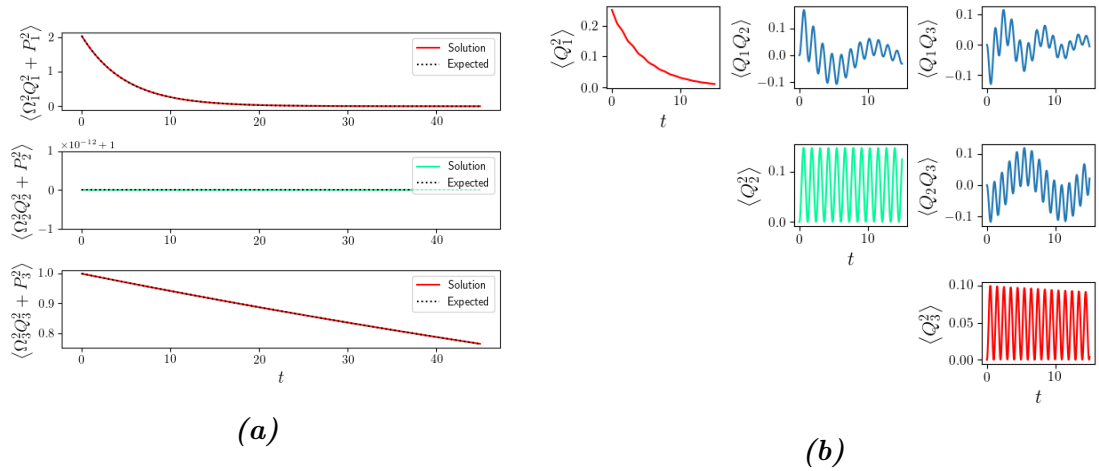 ⟨Ω₁²Q₁² + P₁²⟩
2
1
0
0
10
20
30
40
Solution
Expected
×10⁻¹² + 1
⟨Ω₂²Q₂² + P₂²⟩
1
0
−1
0
10
20
30
40
Solution
Expected
⟨Ω₃²Q₃² + P₃²⟩
1.0
0.9
0.8
0
10
20
30
40
Solution
Expected
t
(a)
⟨Q₁²⟩
0.2
0.1
0.0
0
10
t
⟨Q₁Q₂⟩
0.1
0.0
−0.1
0
10
⟨Q₁Q₃⟩
0.1
0.0
−0.1
0
10
⟨Q₂²⟩
0.1
0.0
0
10
t
⟨Q₂Q₃⟩
0.1
0.0
−0.1
0
10
⟨Q₃²⟩
0.10
0.05
0.00
0
10
t
(b)